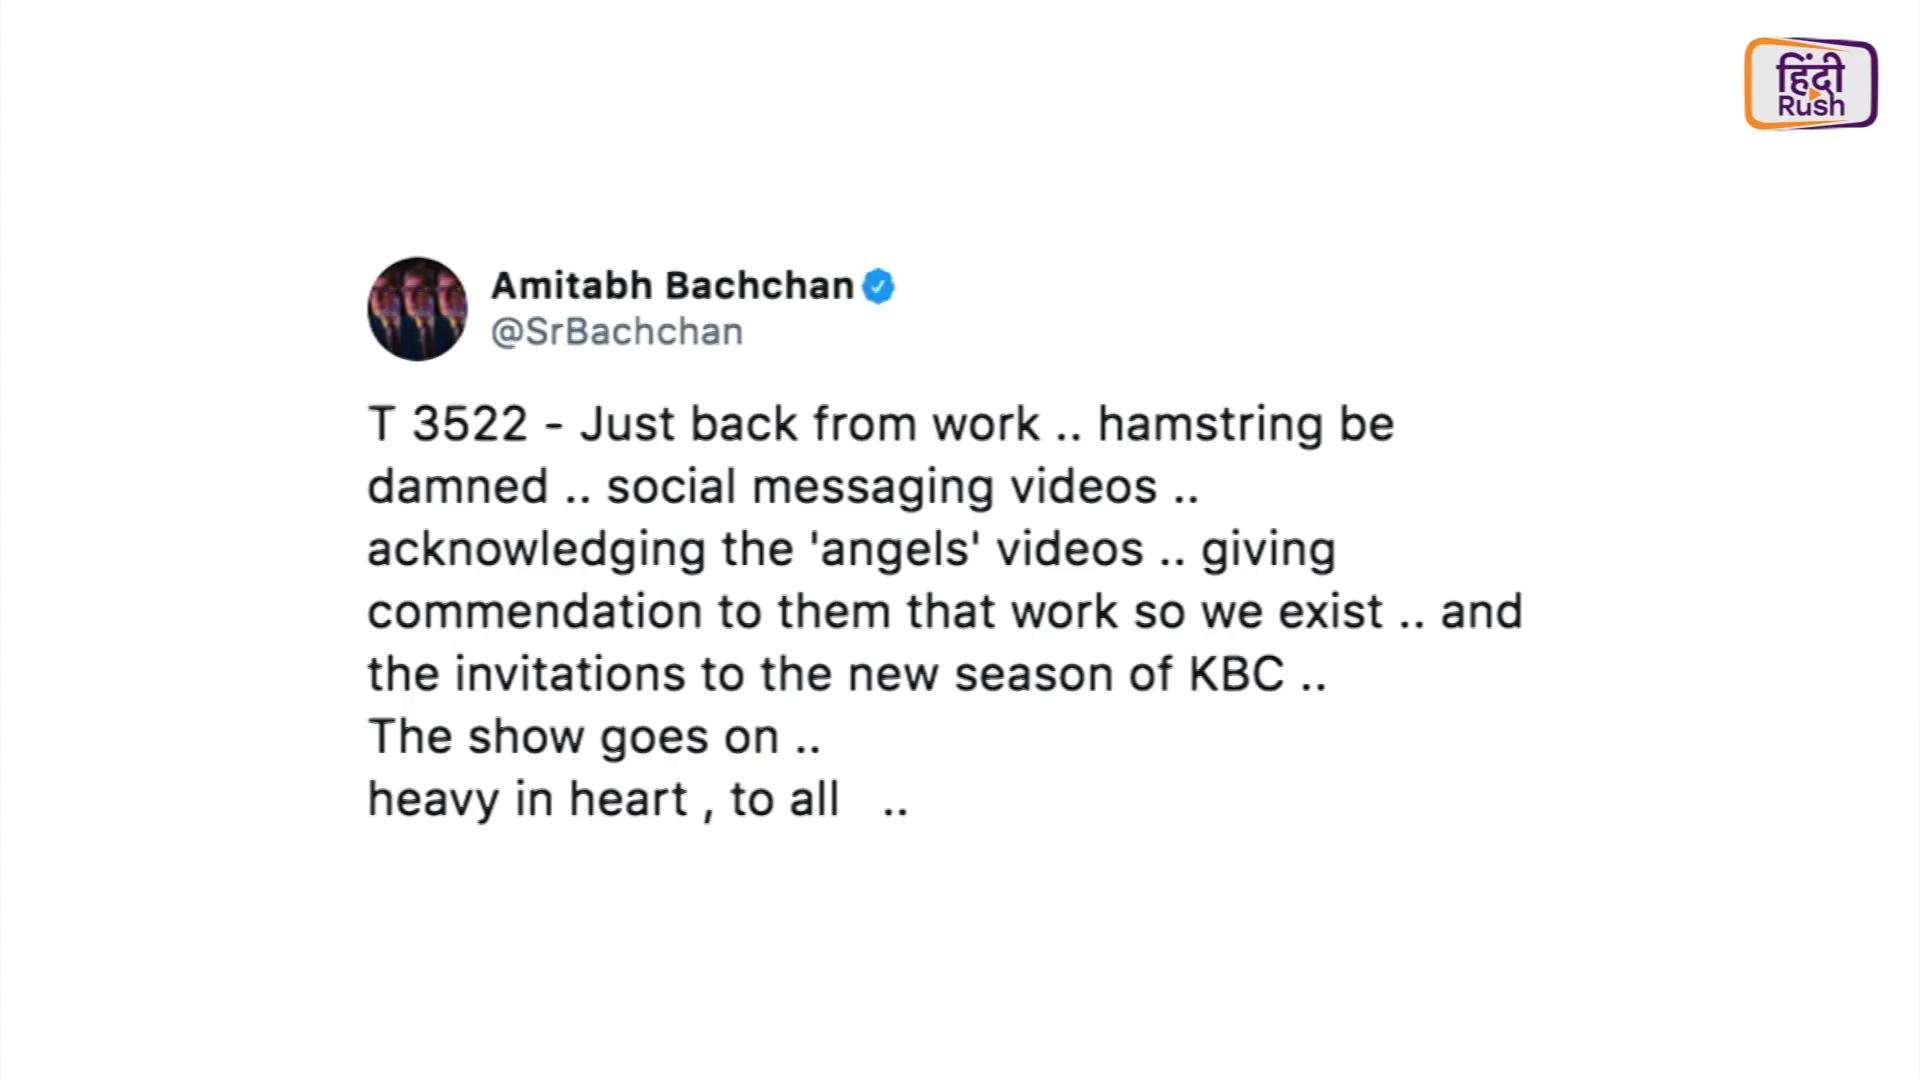 हिंदी
Rush
Amitabh Bachchan
@SrBachchan
T 3522 - Just back from work .. hamstring be
damned .. social messaging videos ..
acknowledging the 'angels' videos .. giving
commendation to them that work so we exist .. and
the invitations to the new season of KBC ..
The show goes on ..
heavy in heart , to all ..